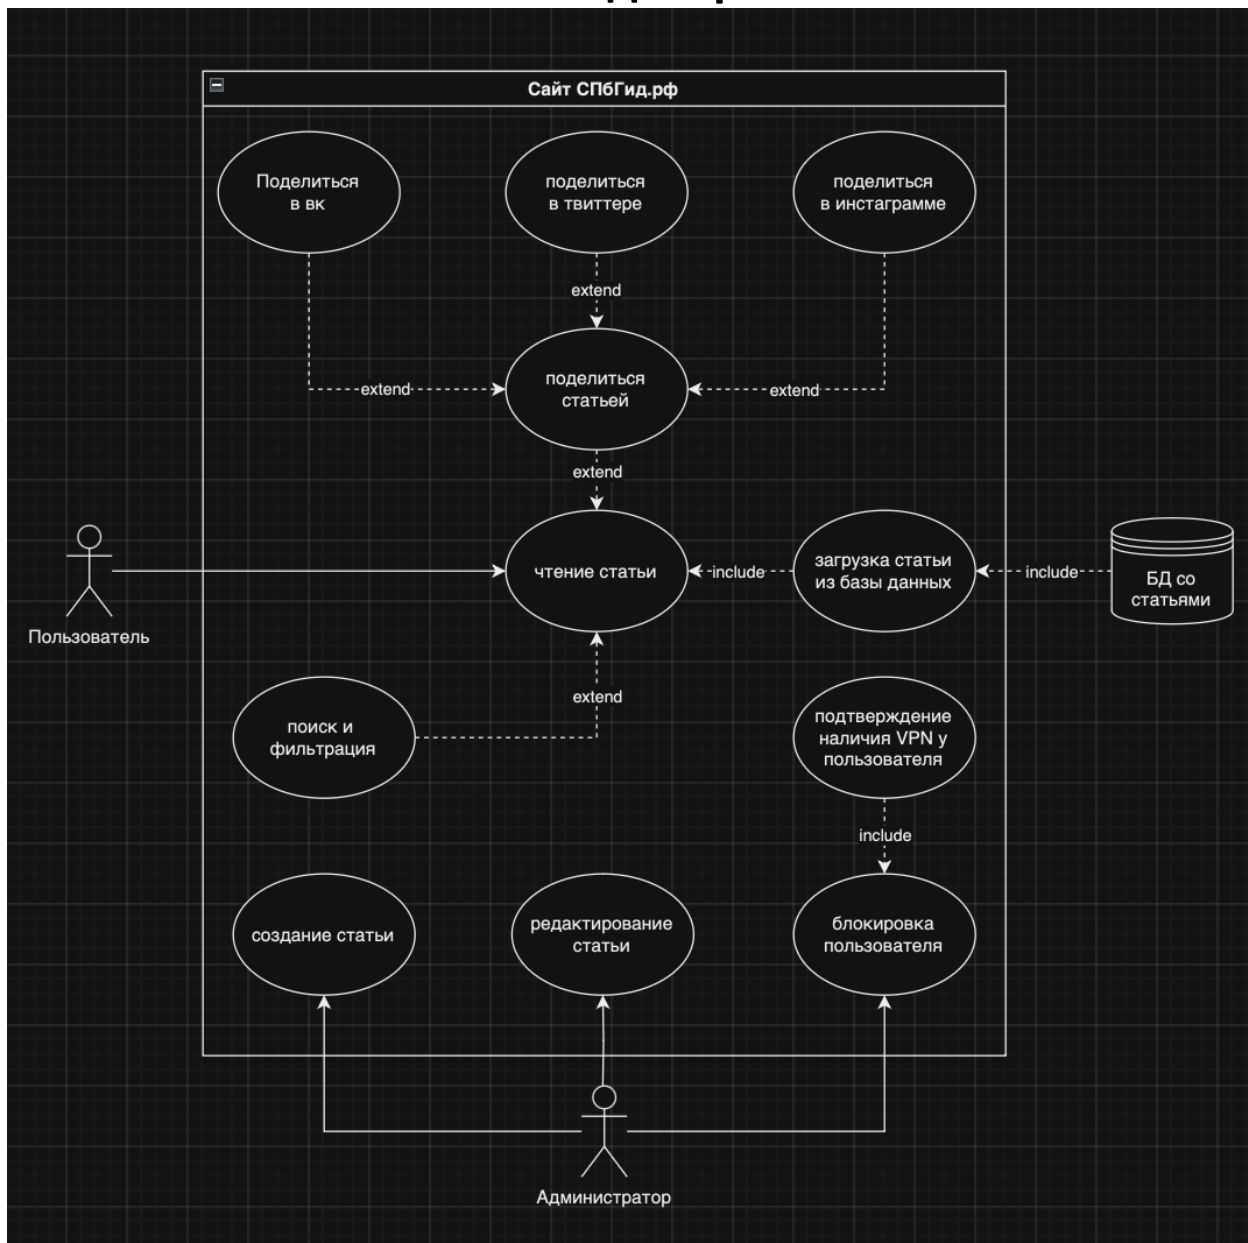 Сайт СПбГид.рф
Поделиться
в вк
поделиться
в твиттере
поделиться
в инстаграмме
extend
поделиться
статьей
extend
extend
extend
Пользователь
чтение статьи
include
загрузка статьи
из базы данных
include
БД со
статьями
extend
поиск и
фильтрация
подтверждение
наличия VPN у
пользователя
include
создание статьи
редактирование
статьи
блокировка
пользователя
Администратор